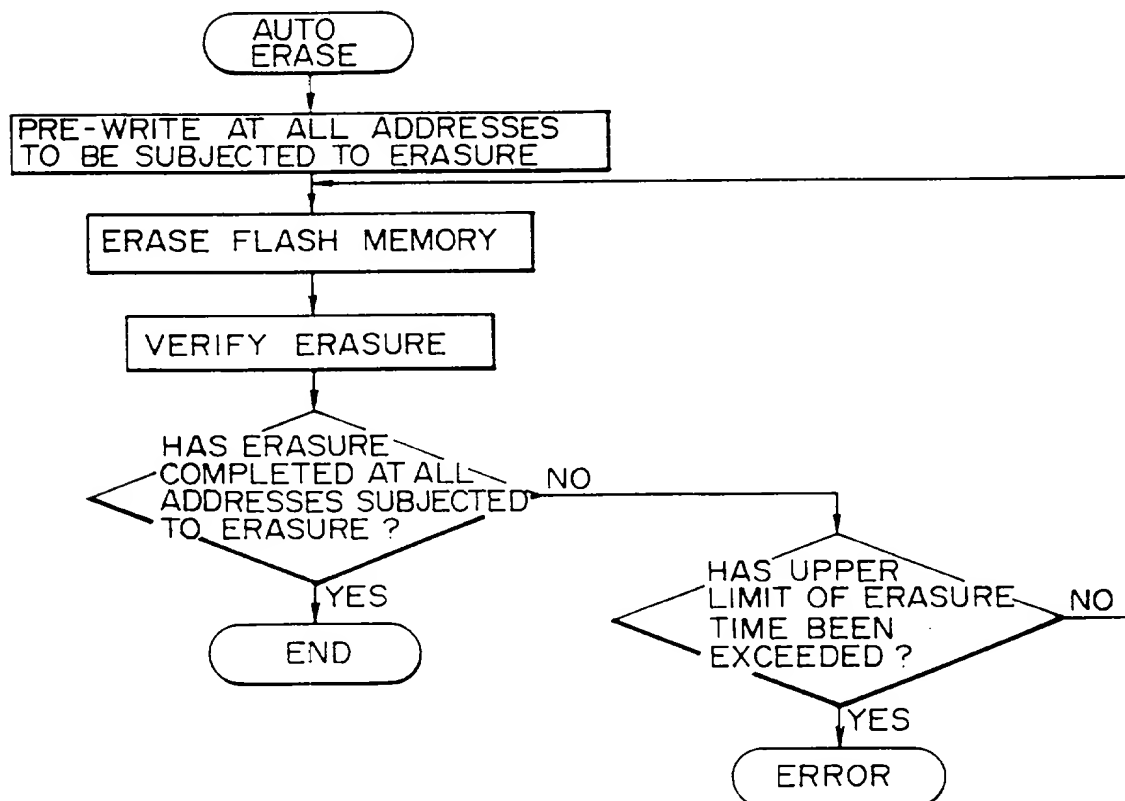 AUTO
ERASE
PRE-WRITE AT ALL ADDRESSES
TO BE SUBJECTED TO ERASURE
ERASE FLASH MEMORY
VERIFY ERASURE
HAS ERASURE
COMPLETED AT ALL
ADDRESSES SUBJECTED
TO ERASURE ?
NO
YES
END
HAS UPPER
LIMIT OF ERASURE
TIME BEEN
EXCEEDED ?
NO
YES
ERROR